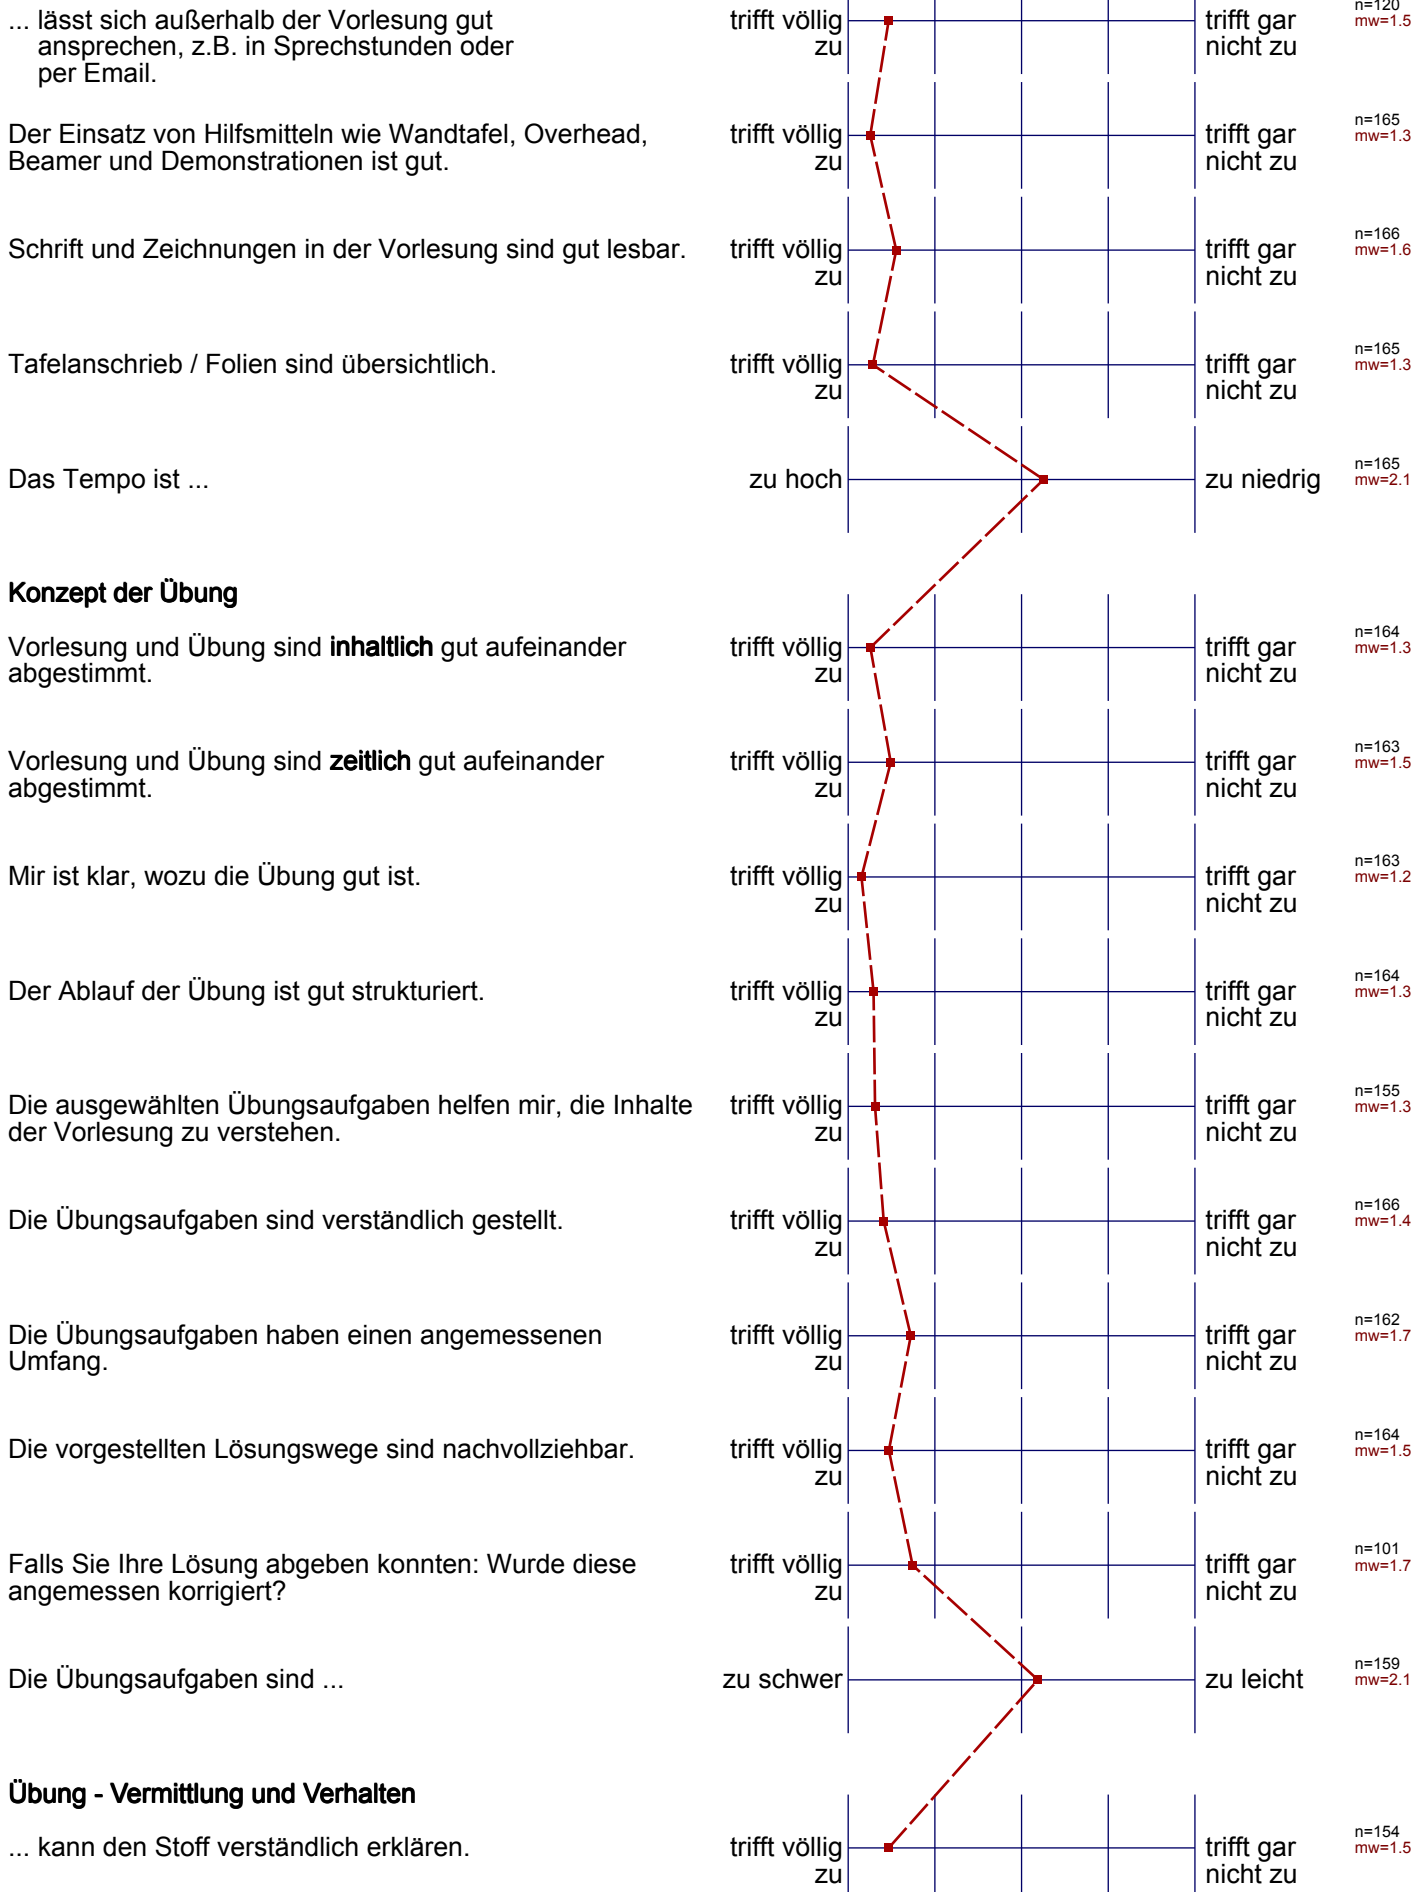 n=120
... lässt sich außerhalb der Vorlesung gut trifft völlig trifft gar mw=1.5
ansprechen, z.B. in Sprechstunden oder zu nicht zu
per Email.
Der Einsatz von Hilfsmitteln wie Wandtafel, Overhead, trifft völlig trifft gar n=165
Beamer und Demonstrationen ist gut. zu nicht zu mw=1.3
Schrift und Zeichnungen in der Vorlesung sind gut lesbar. trifft völlig trifft gar n=166
zu nicht zu mw=1.6
Tafelanschrieb / Folien sind übersichtlich. trifft völlig trifft gar n=165
zu nicht zu mw=1.3
Das Tempo ist ... zu hoch zu niedrig n=165
mw=2.1
Konzept der Übung
Vorlesung und Übung sind inhaltlich gut aufeinander trifft völlig trifft gar n=164
abgestimmt. zu nicht zu mw=1.3
Vorlesung und Übung sind zeitlich gut aufeinander trifft völlig trifft gar n=163
abgestimmt. zu nicht zu mw=1.5
Mir ist klar, wozu die Übung gut ist. trifft völlig trifft gar n=163
zu nicht zu mw=1.2
Der Ablauf der Übung ist gut strukturiert. trifft völlig trifft gar n=164
zu nicht zu mw=1.3
Die ausgewählten Übungsaufgaben helfen mir, die Inhalte trifft völlig trifft gar n=155
der Vorlesung zu verstehen. zu nicht zu mw=1.3
Die Übungsaufgaben sind verständlich gestellt. trifft völlig trifft gar n=166
zu nicht zu mw=1.4
Die Übungsaufgaben haben einen angemessenen trifft völlig trifft gar n=162
Umfang. zu nicht zu mw=1.7
Die vorgestellten Lösungswege sind nachvollziehbar. trifft völlig trifft gar n=164
zu nicht zu mw=1.5
Falls Sie Ihre Lösung abgeben konnten: Wurde diese trifft völlig trifft gar n=101
angemessen korrigiert? zu nicht zu mw=1.7
Die Übungsaufgaben sind ... zu schwer zu leicht n=159
mw=2.1
Übung - Vermittlung und Verhalten
... kann den Stoff verständlich erklären. trifft völlig trifft gar n=154
zu nicht zu mw=1.5